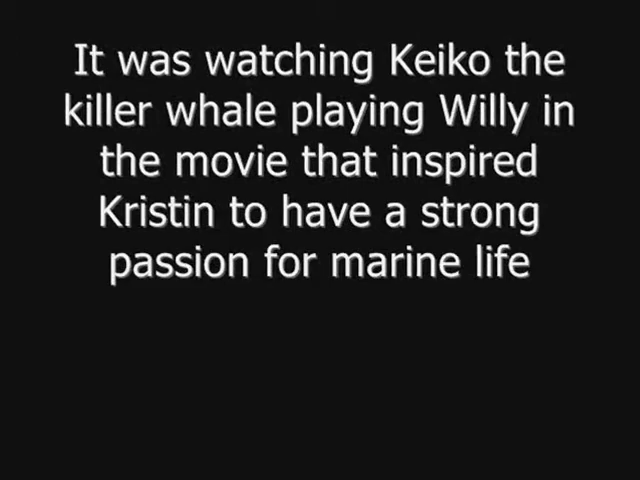 It was watching Keiko the
killer whale playing Willy in
the movie that inspired
Kristin to have a strong
passion for marine life